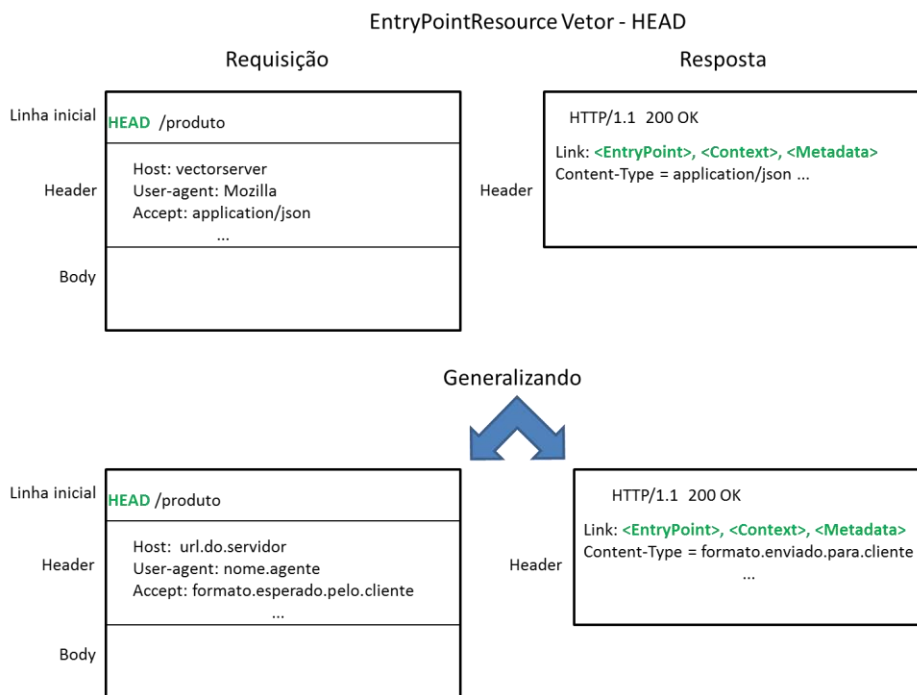 EntryPointResource Vetor - HEAD
Requisição
Resposta
Linha inicial
HEAD /produto
Header
Host: vectorserver
User-agent: Mozilla
Accept: application/json
...
Body
HTTP/1.1 200 OK
Header
Link: <EntryPoint>, <Context>, <Metadata>
Content-Type = application/json ...
Generalizando
Linha inicial
HEAD /produto
Header
Host: url.do.servidor
User-agent: nome.agente
Accept: formato.esperado.pelo.cliente
...
Body
HTTP/1.1 200 OK
Header
Link: <EntryPoint>, <Context>, <Metadata>
Content-Type = formato.enviado.para.cliente
...